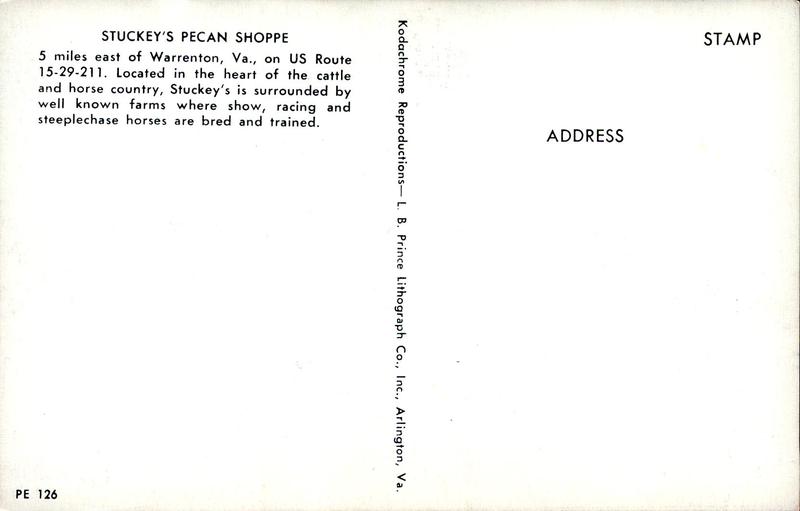 STUCKEY'S PECAN SHOPPE
5 miles east of Warrenton, Va., on US Route
15-29-211. Located in the heart of the cattle
and horse country, Stuckey's is surrounded by
well known farms where show, racing and
steeplechase horses are bred and trained.
PE 126
Kodachrome Reproductions— L. B. Prince Lithograph Co., Inc., Arlington, Va.
STAMP
ADDRESS